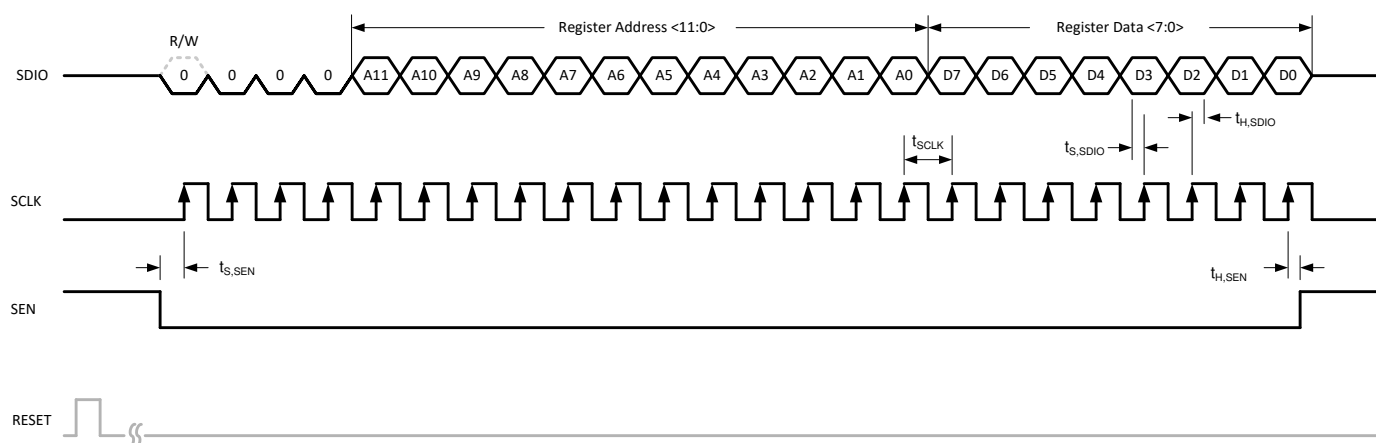 Register Address <11:0>
Register Data <7:0>
R/W
SDIO
0 0 0 0 A11 A10 A9 A8 A7 A6 A5 A4 A3 A2 A1 A0 D7 D6 D5 D4 D3 D2 D1 D0
tH,SDIO
tSCLK
tS,SDIO
SCLK
tS,SEN
tH,SEN
SEN
RESET